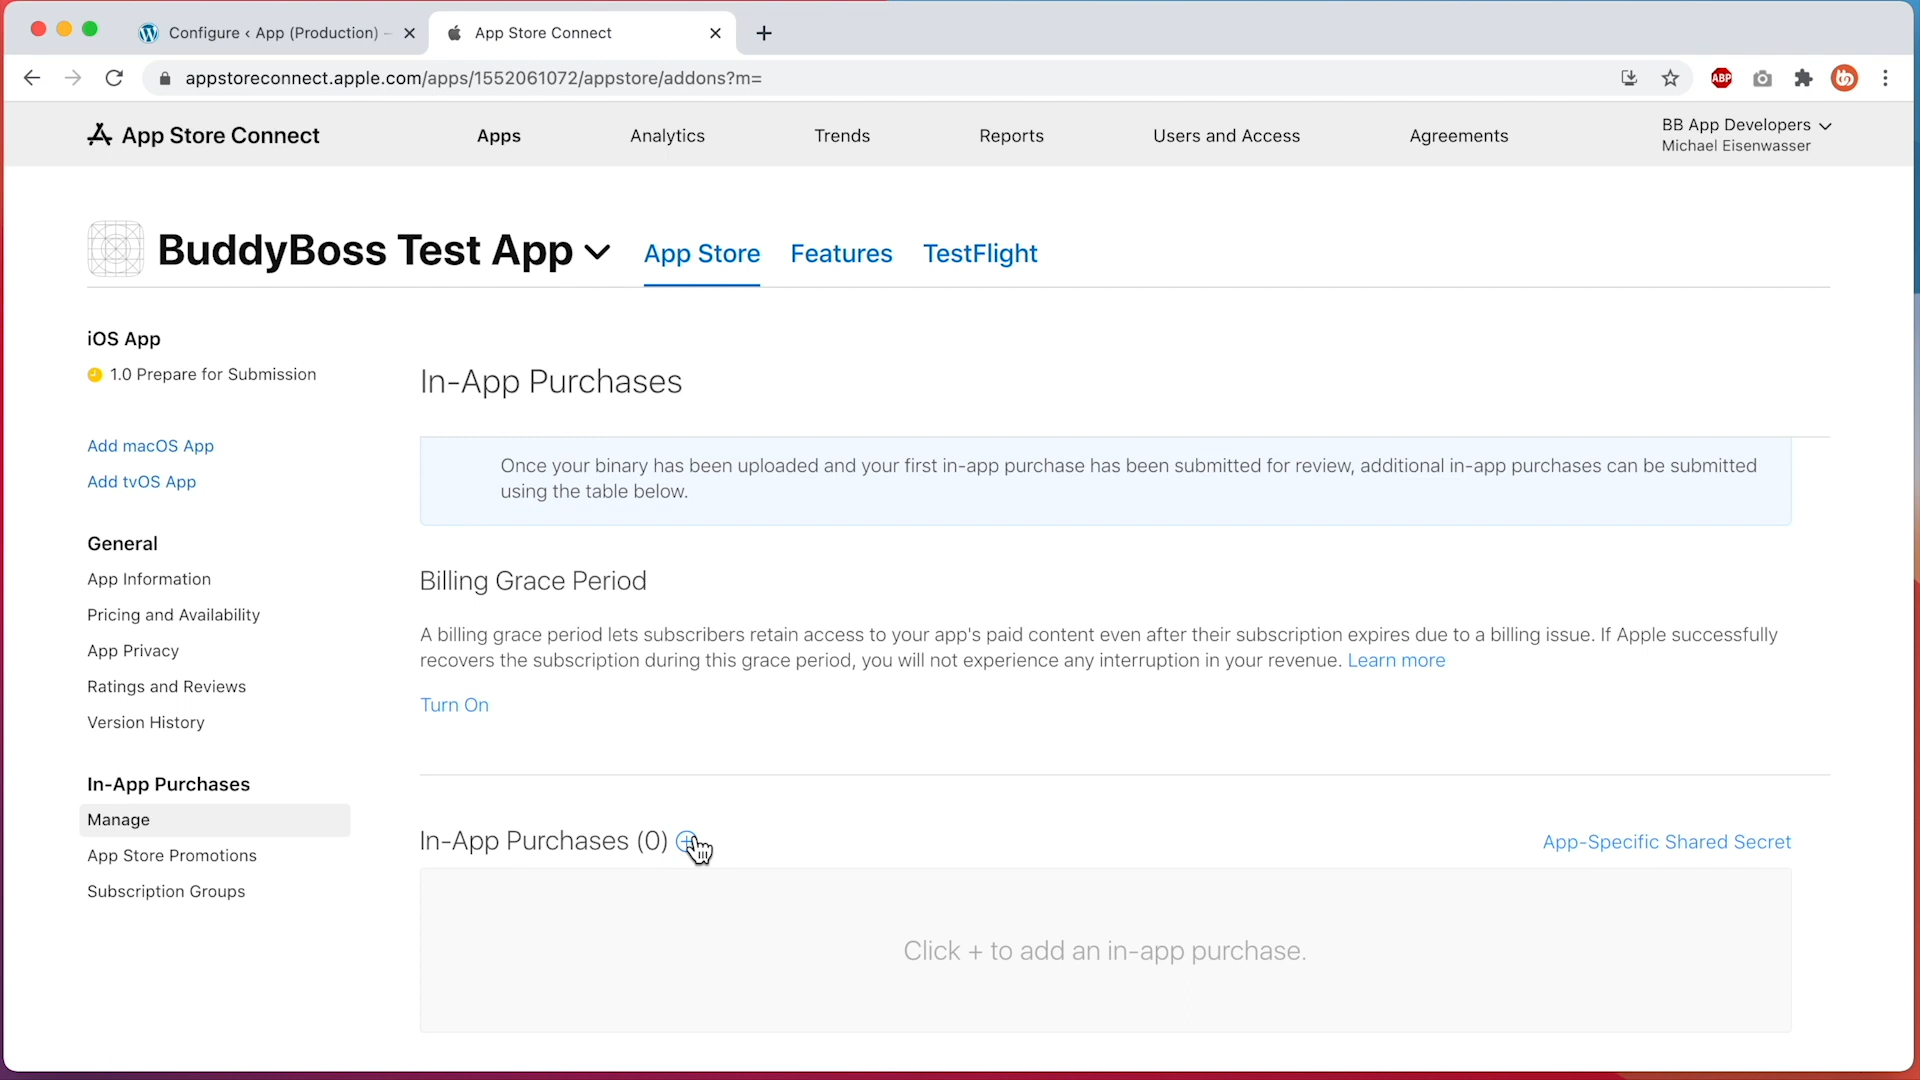 Configure ‹ App (Production) –
App Store Connect
appstoreconnect.apple.com/apps/1552061072/appstore/addons?m=
ABP
App Store Connect
Apps
Analytics
Trends
Reports
Users and Access
Agreements
BB App Developers
Michael Eisenwasser
BuddyBoss Test App
App Store
Features
TestFlight
iOS App
1.0 Prepare for Submission
Add macOS App
Add tvOS App
General
App Information
Pricing and Availability
App Privacy
Ratings and Reviews
Version History
In-App Purchases
Manage
App Store Promotions
Subscription Groups
In-App Purchases
Once your binary has been uploaded and your first in-app purchase has been submitted for review, additional in-app purchases can be submitted
using the table below.
Billing Grace Period
A billing grace period lets subscribers retain access to your app's paid content even after their subscription expires due to a billing issue. If Apple successfully
recovers the subscription during this grace period, you will not experience any interruption in your revenue. Learn more
Turn On
In-App Purchases (0)
App-Specific Shared Secret
Click + to add an in-app purchase.